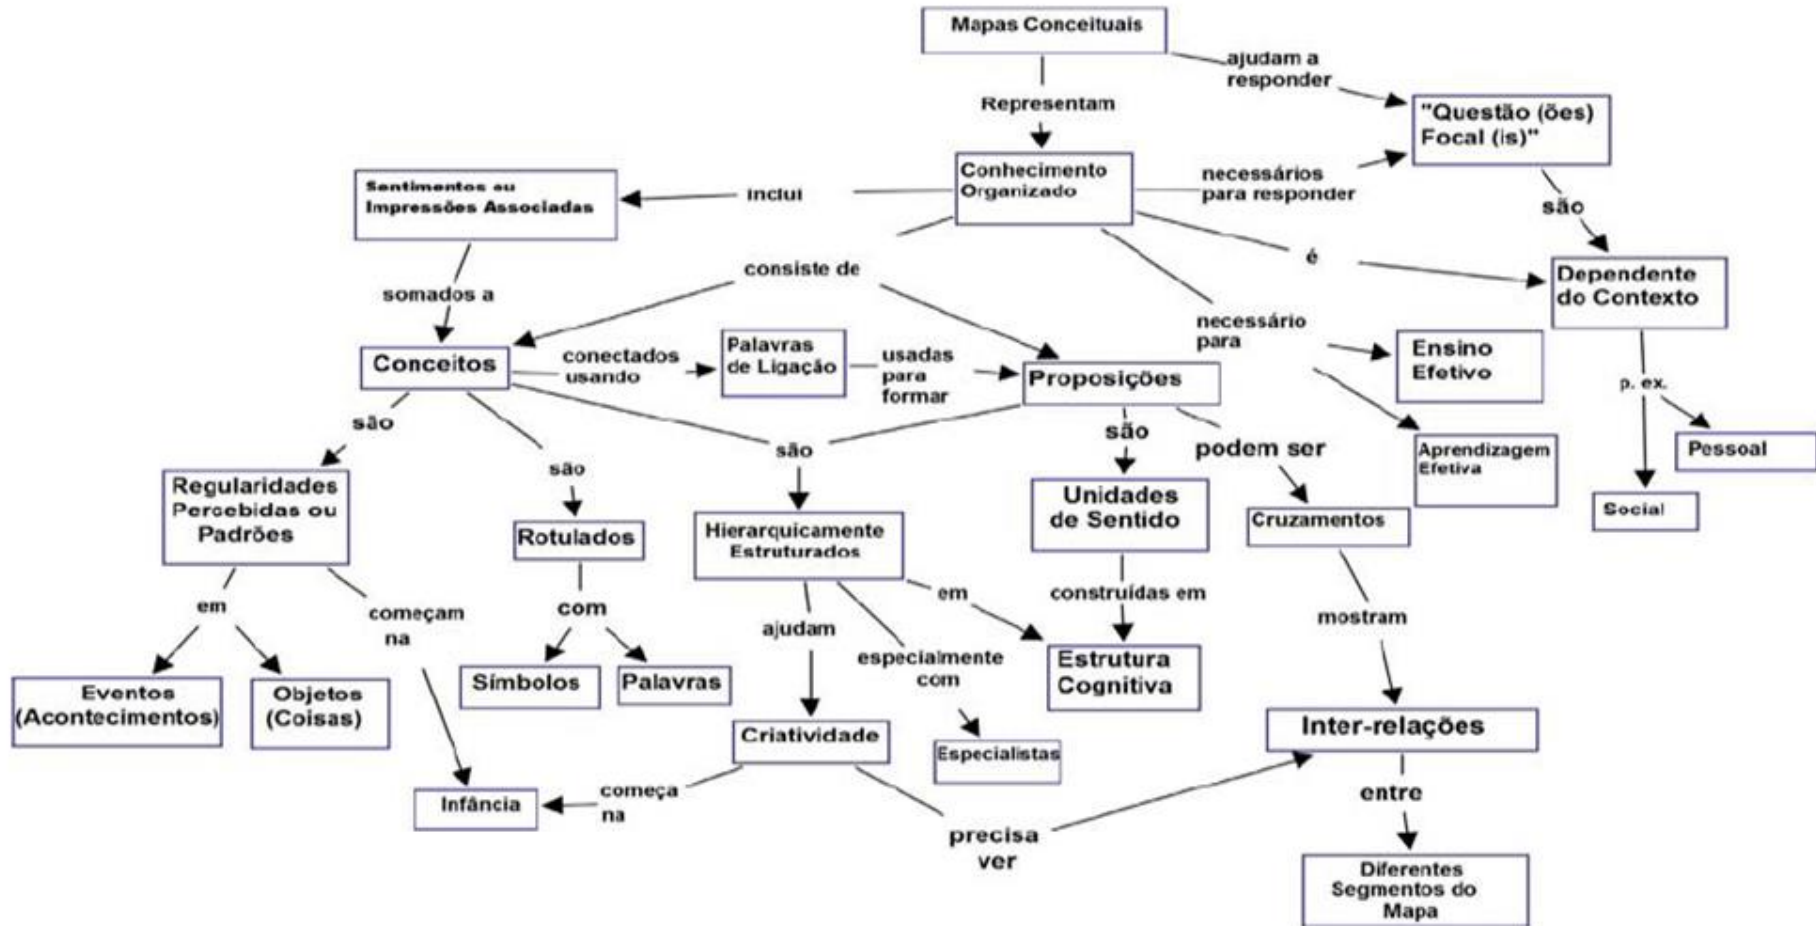 Mapas Conceituais
ajudam a
responder
Representam
"Questão (ões)
Focal (is)"
Conhecimento
Organizado
necessários
para responder
Sentimentos ou
Impressões Associadas
inclui
são
é
consiste de
Dependente
do Contexto
somados a
necessário
para
Conceitos
conectados
usando
Palavras
de Ligação
usadas
para
formar
Proposições
Ensino
Efetivo
p. ex.
são
são
são
são
podem ser
Aprendizagem
Efetiva
Pessoal
Social
Regularidades
Percebidas ou
Padrões
Rotulados
Hierarquicamente
Estruturados
Unidades
de Sentido
Cruzamentos
em
começam
na
com
ajudam
especialmente
com
em
construídas em
mostram
Eventos
(Acontecimentos)
Objetos
(Coisas)
Símbolos
Palavras
Estrutura
Cognitiva
Criatividade
Especialistas
Inter-relações
Infância
começa
na
precisa
ver
entre
Diferentes
Segmentos do
Mapa